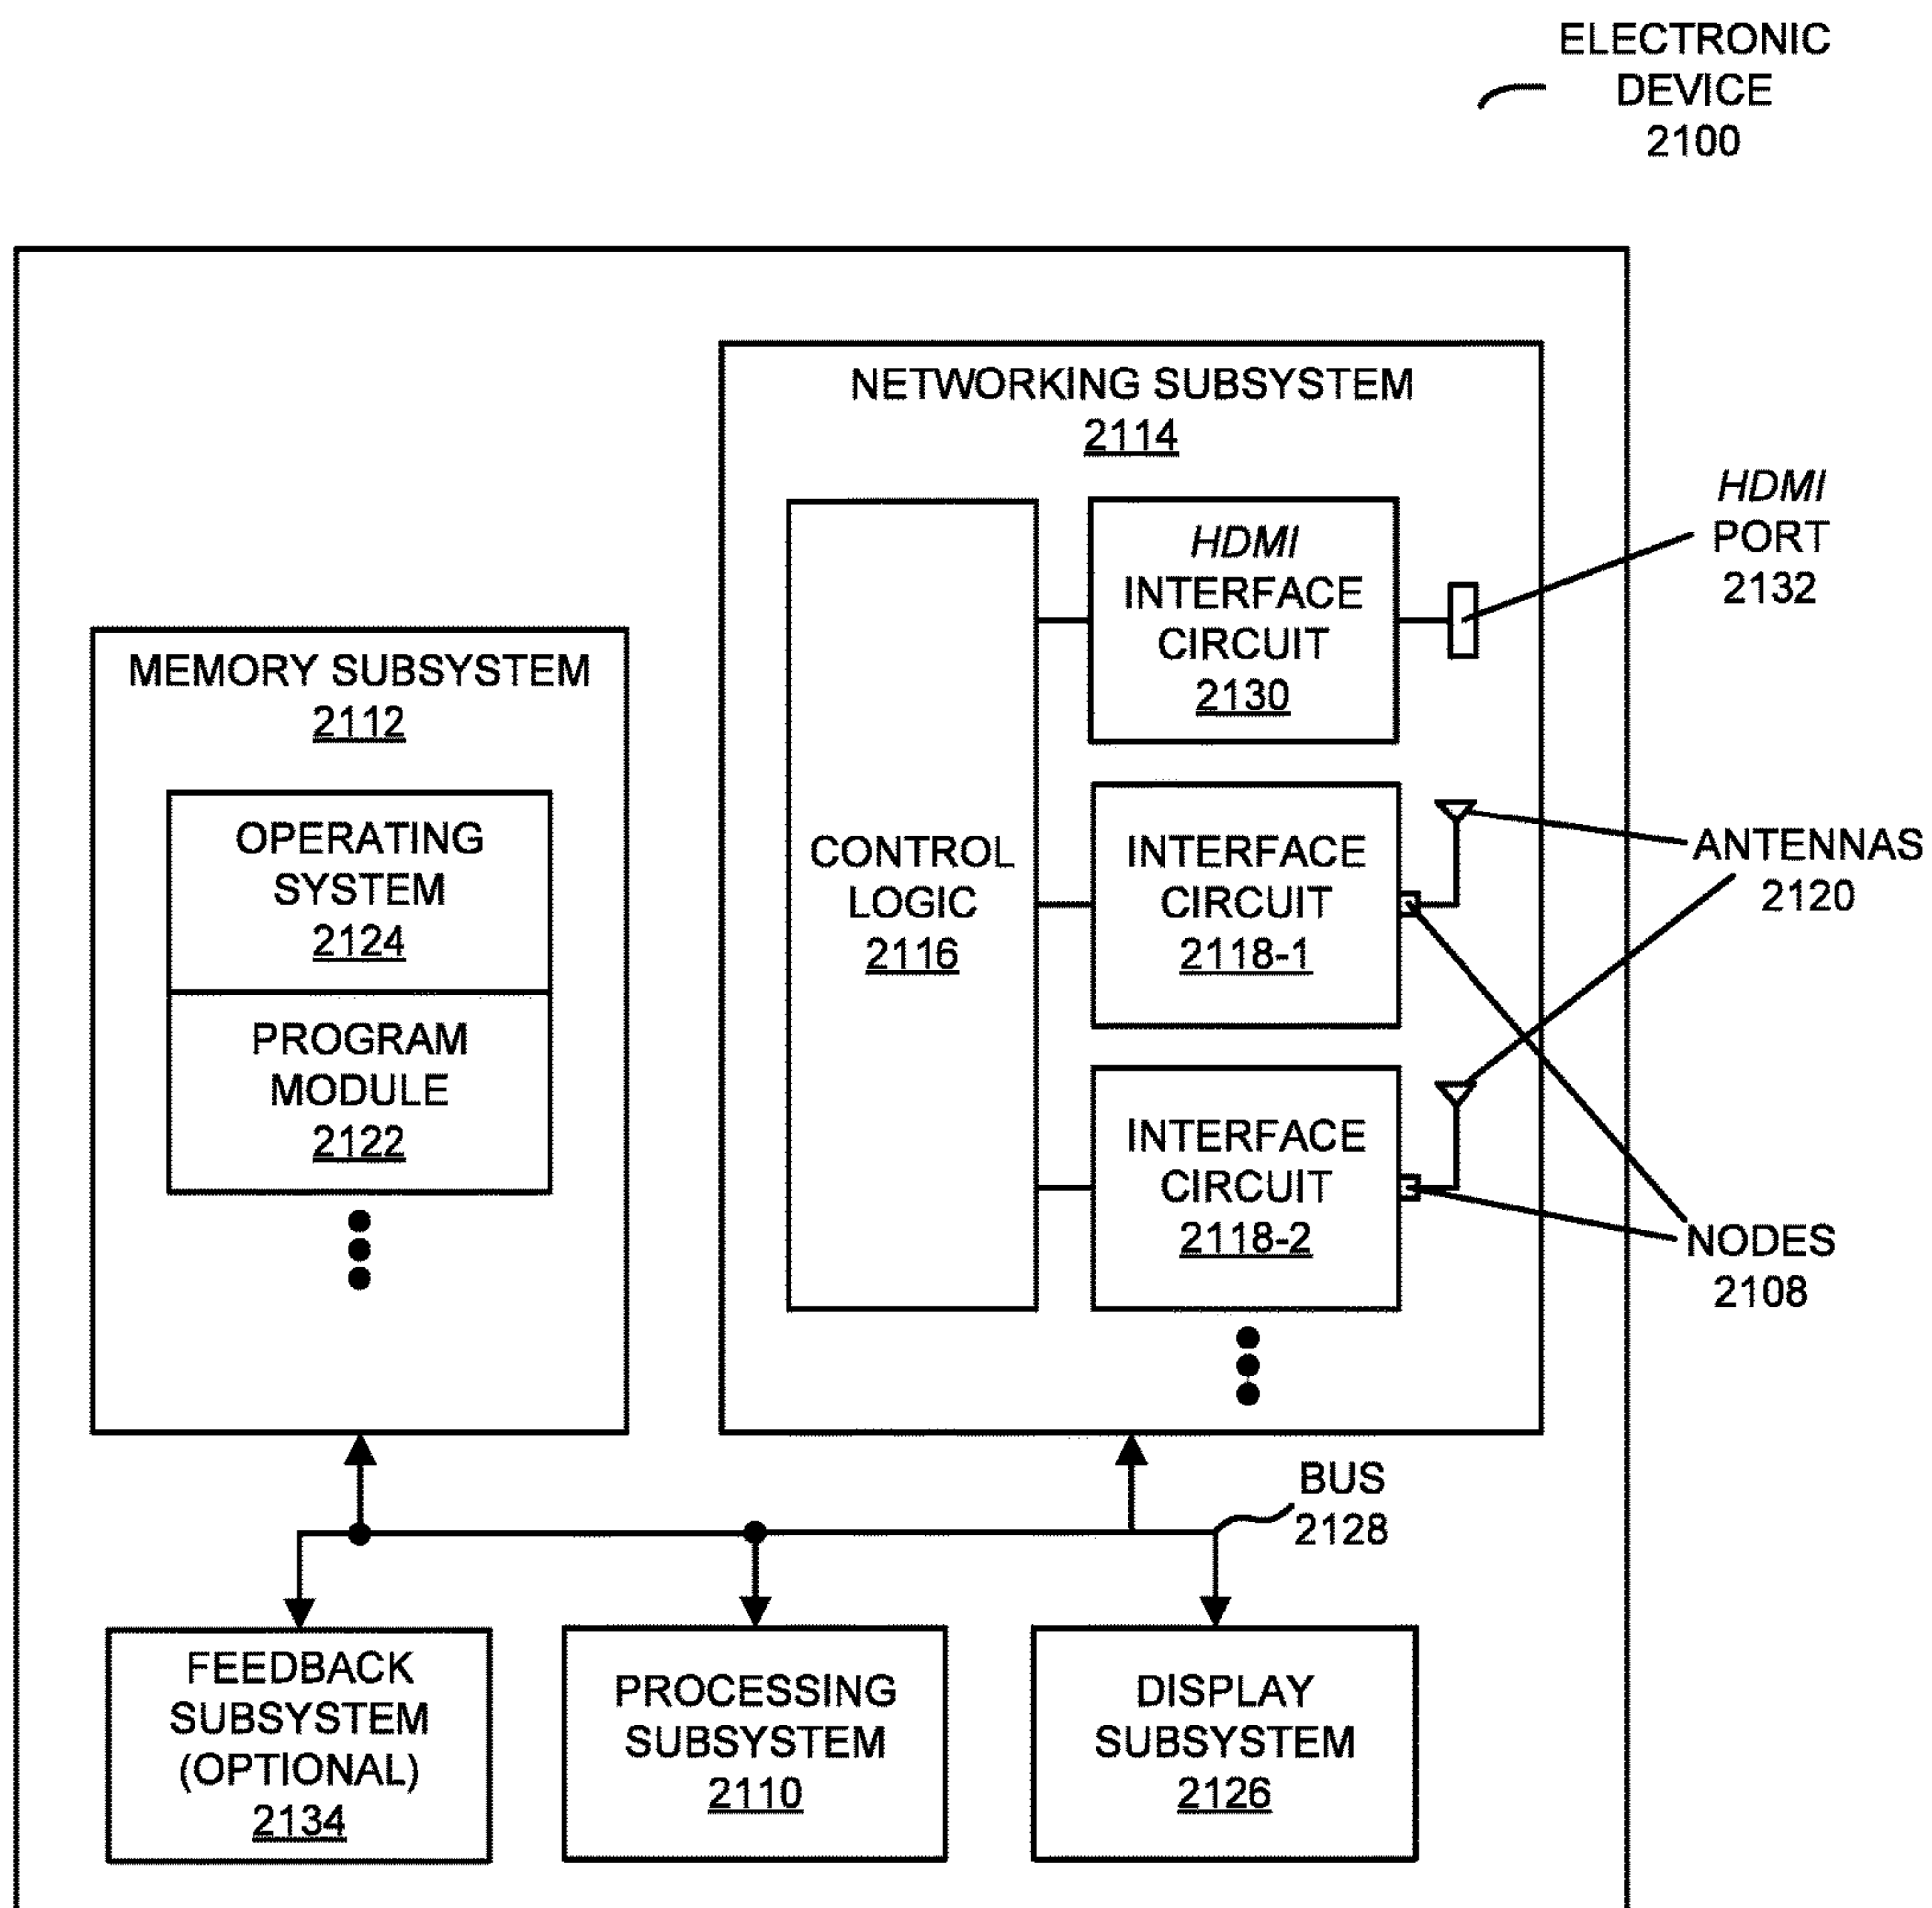 ELECTRONIC
DEVICE
2100
NETWORKING SUBSYSTEM
2114
HDMI
INTERFACE
CIRCUIT
2130
HDMI
PORT
2132
MEMORY SUBSYSTEM
2112
OPERATING
SYSTEM
2124
PROGRAM
MODULE
2122
CONTROL
LOGIC
2116
INTERFACE
CIRCUIT
2118-1
ANTENNAS
2120
INTERFACE
CIRCUIT
2118-2
NODES
2108
BUS
2128
FEEDBACK
SUBSYSTEM
(OPTIONAL)
2134
PROCESSING
SUBSYSTEM
2110
DISPLAY
SUBSYSTEM
2126